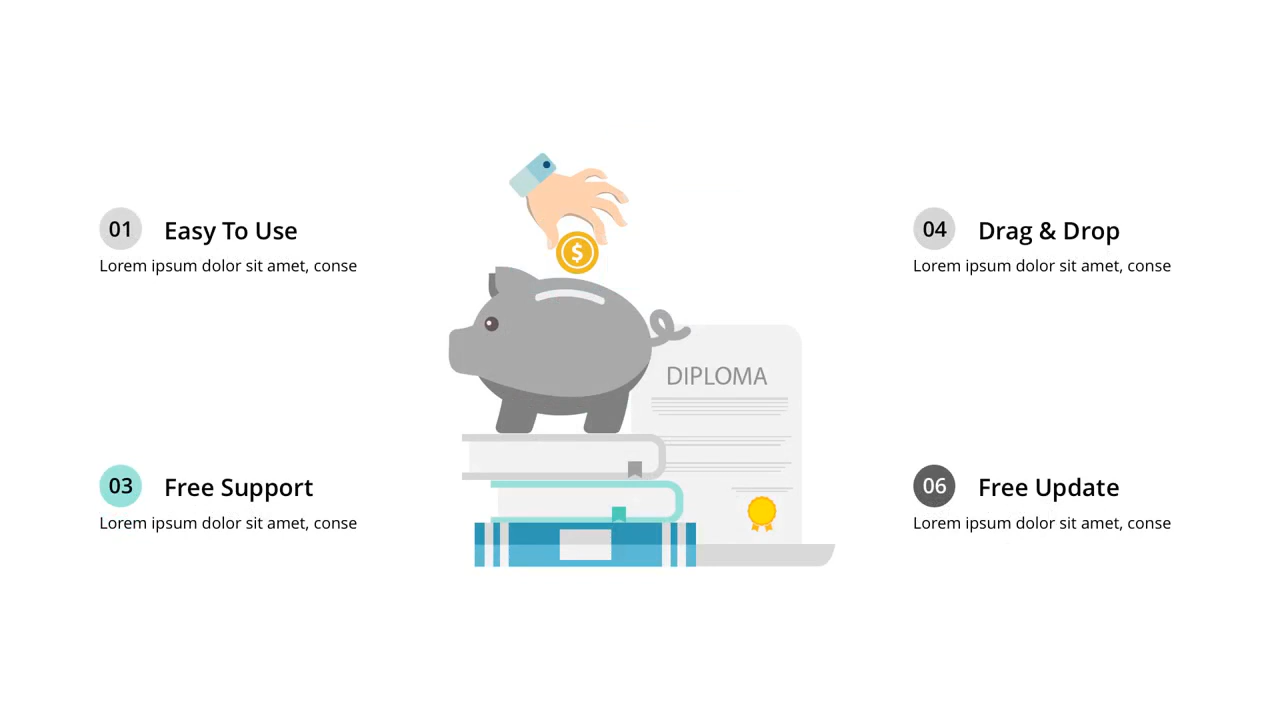 01 Easy To Use
Lorem ipsum dolor sit amet, conse
03 Free Support
Lorem ipsum dolor sit amet, conse
$
DIPLOMA
04 Drag & Drop
Lorem ipsum dolor sit amet, conse
06 Free Update
Lorem ipsum dolor sit amet, conse